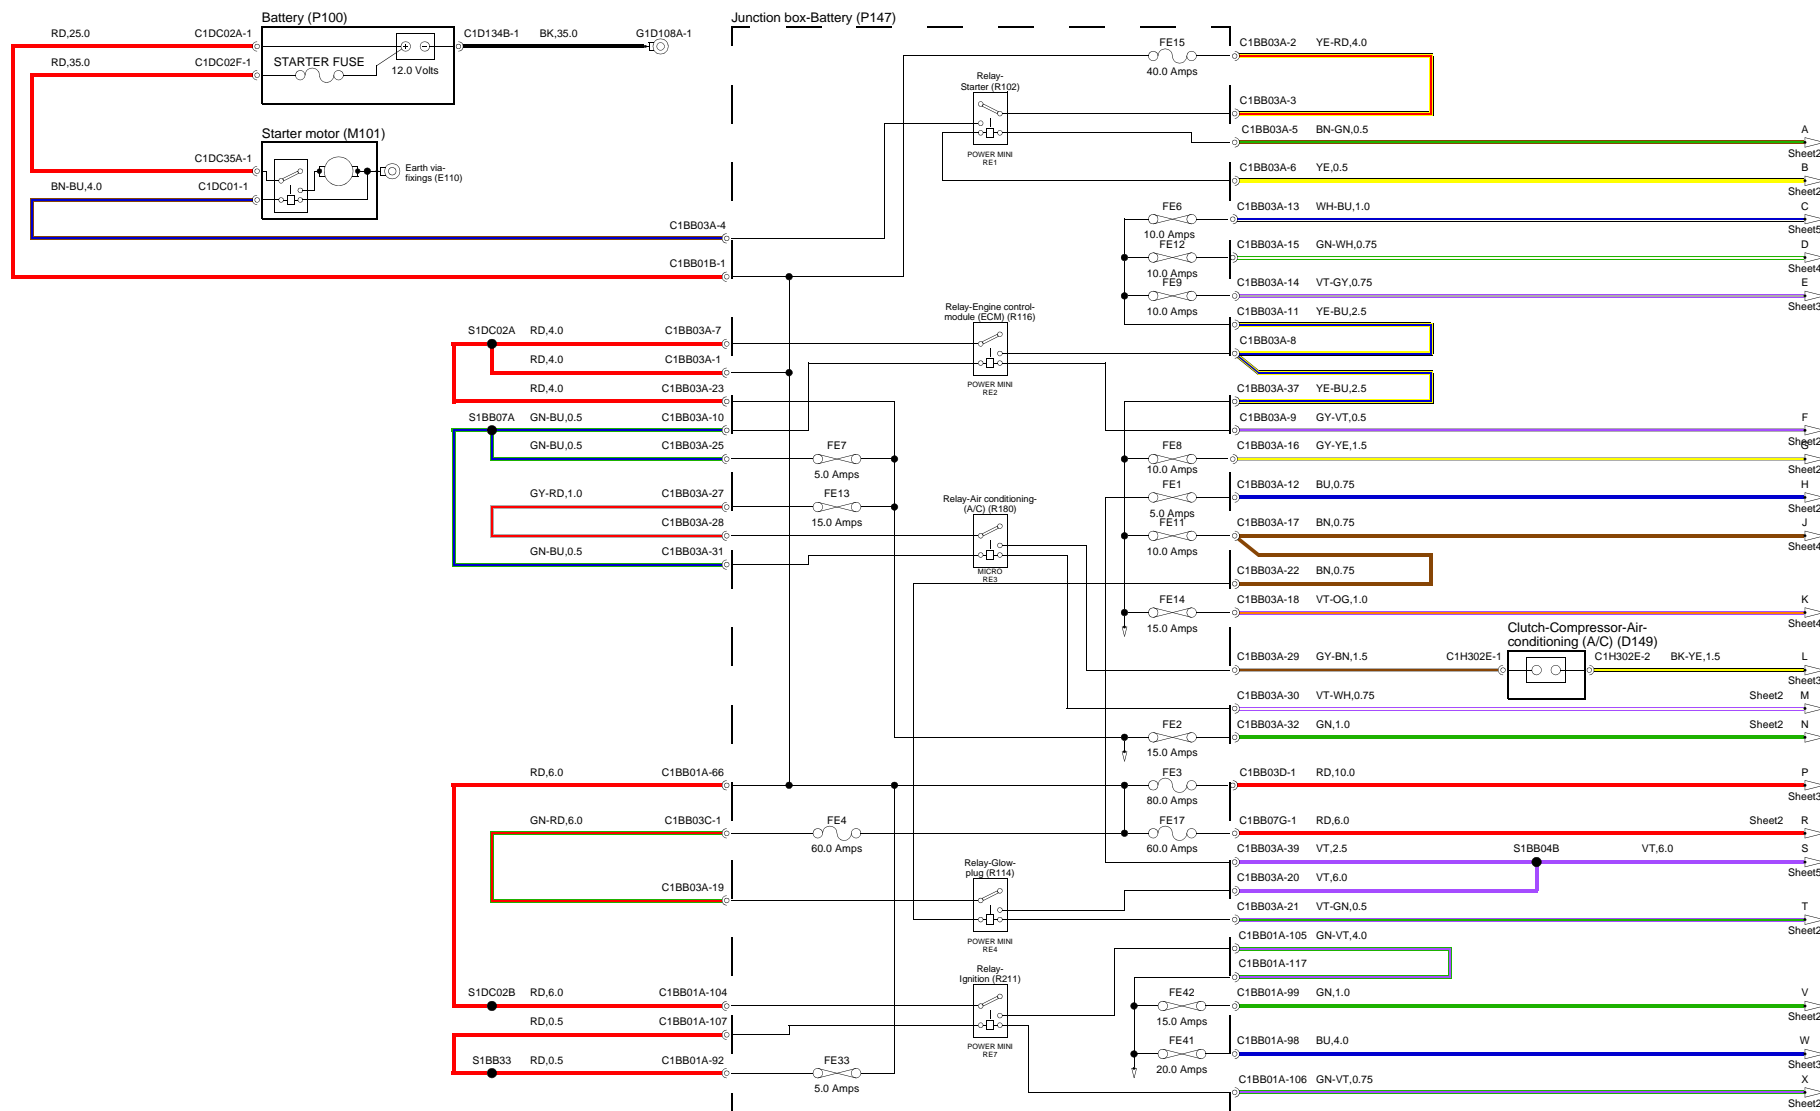 Battery (P100)
Junction box-Battery (P147)
RD,25.0 C1DC02A-1 C1D134B-1 BK,35.0 G1D108A-1
STARTER FUSE
12.0 Volts
RD,35.0 C1DC02F-1
FE15 C1BB03A-2 YE-RD,4.0
40.0 Amps
Relay-
Starter (R102)
C1BB03A-3
POWER MINI
RE1
C1BB03A-5 BN-GN,0.5 A
Sheet2
Starter motor (M101)
C1DC35A-1
Earth via-
fixings (E110)
BN-BU,4.0 C1DC01-1
C1BB03A-6 YE,0.5 B
Sheet2
FE6 C1BB03A-13 WH-BU,1.0 C
10.0 Amps Sheet5
C1BB03A-4
FE12 C1BB03A-15 GN-WH,0.75 D
10.0 Amps Sheet4
C1BB01B-1
FE9 C1BB03A-14 VT-GY,0.75 E
10.0 Amps Sheet3
Relay-Engine control-
module (ECM) (R116)
C1BB03A-11 YE-BU,2.5
C1BB03A-8
S1DC02A RD,4.0 C1BB03A-7
RD,4.0 C1BB03A-1
POWER MINI
RE2
RD,4.0 C1BB03A-23
C1BB03A-37 YE-BU,2.5
S1BB07A GN-BU,0.5 C1BB03A-10
C1BB03A-9 GY-VT,0.5 F
Sheet2
GN-BU,0.5 C1BB03A-25 FE7
5.0 Amps
FE8 C1BB03A-16 GY-YE,1.5 G
10.0 Amps Sheet2
GY-RD,1.0 C1BB03A-27 FE13
15.0 Amps
Relay-Air conditioning-
(A/C) (R180)
FE1 C1BB03A-12 BU,0.75 H
5.0 Amps Sheet2
C1BB03A-28
FE11 C1BB03A-17 BN,0.75 J
10.0 Amps Sheet4
GN-BU,0.5 C1BB03A-31
MICRO
RE3
C1BB03A-22 BN,0.75
FE14 C1BB03A-18 VT-OG,1.0 K
15.0 Amps Sheet4
Clutch-Compressor-Air-
conditioning (A/C) (D149)
C1BB03A-29 GY-BN,1.5 C1H302E-1 C1H302E-2 BK-YE,1.5 L
Sheet3
C1BB03A-30 VT-WH,0.75 Sheet2 M
FE2 C1BB03A-32 GN,1.0 Sheet2 N
15.0 Amps
RD,6.0 C1BB01A-66
FE3 C1BB03D-1 RD,10.0 P
80.0 Amps Sheet3
GN-RD,6.0 C1BB03C-1 FE4
60.0 Amps
FE17 C1BB07G-1 RD,6.0 Sheet2 R
60.0 Amps
C1BB03A-39 VT,2.5 S1BB04B VT,6.0 S
Sheet5
Relay-Glow-
plug (R114)
C1BB03A-19
C1BB03A-20 VT,6.0
C1BB03A-21 VT-GN,0.5 T
Sheet2
POWER MINI
RE4
C1BB01A-105 GN-VT,4.0
C1BB01A-117
Relay-
Ignition (R211)
S1DC02B RD,6.0 C1BB01A-104
FE42 C1BB01A-99 GN,1.0 V
15.0 Amps Sheet2
RD,0.5 C1BB01A-107
POWER MINI
RE7
FE41 C1BB01A-98 BU,4.0 W
20.0 Amps Sheet3
S1BB33 RD,0.5 C1BB01A-92 FE33
5.0 Amps
C1BB01A-106 GN-VT,0.75 X
Sheet2